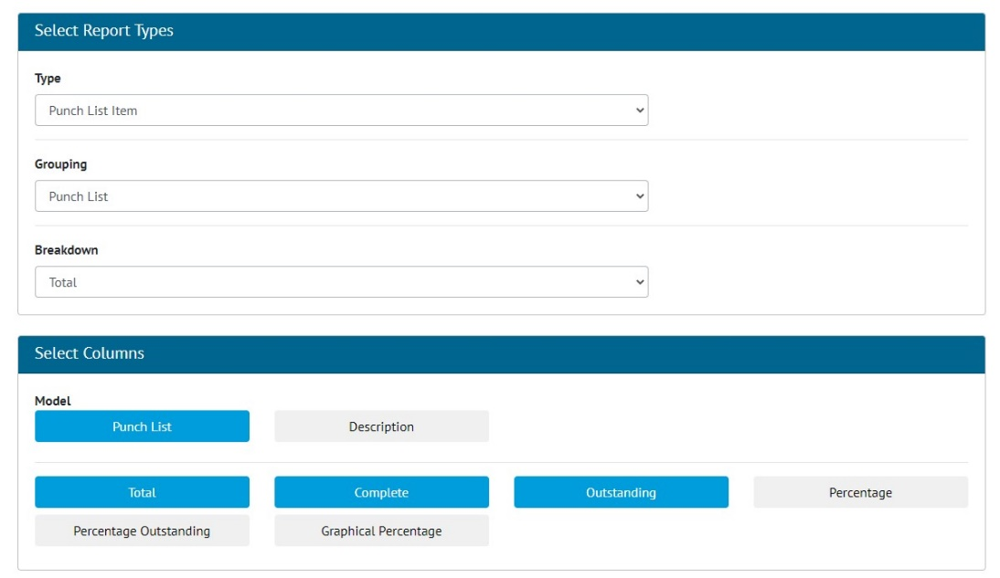 Select Report Types
Type
Punch List Item
Grouping
Punch List
Breakdown
Total
Select Columns
Model
Punch List Description
Total Complete Outstanding Percentage
Percentage Outstanding Graphical Percentage